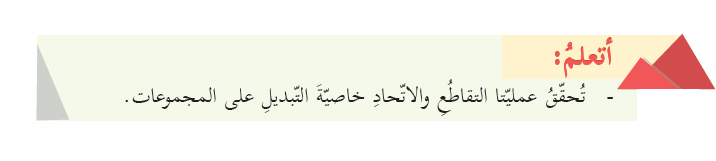 أتعلمُ:
- تُحقّقُ عمليّتا التقاطُعِ والاتّحادِ خاصيّةَ التّبديلِ على المجموعات.